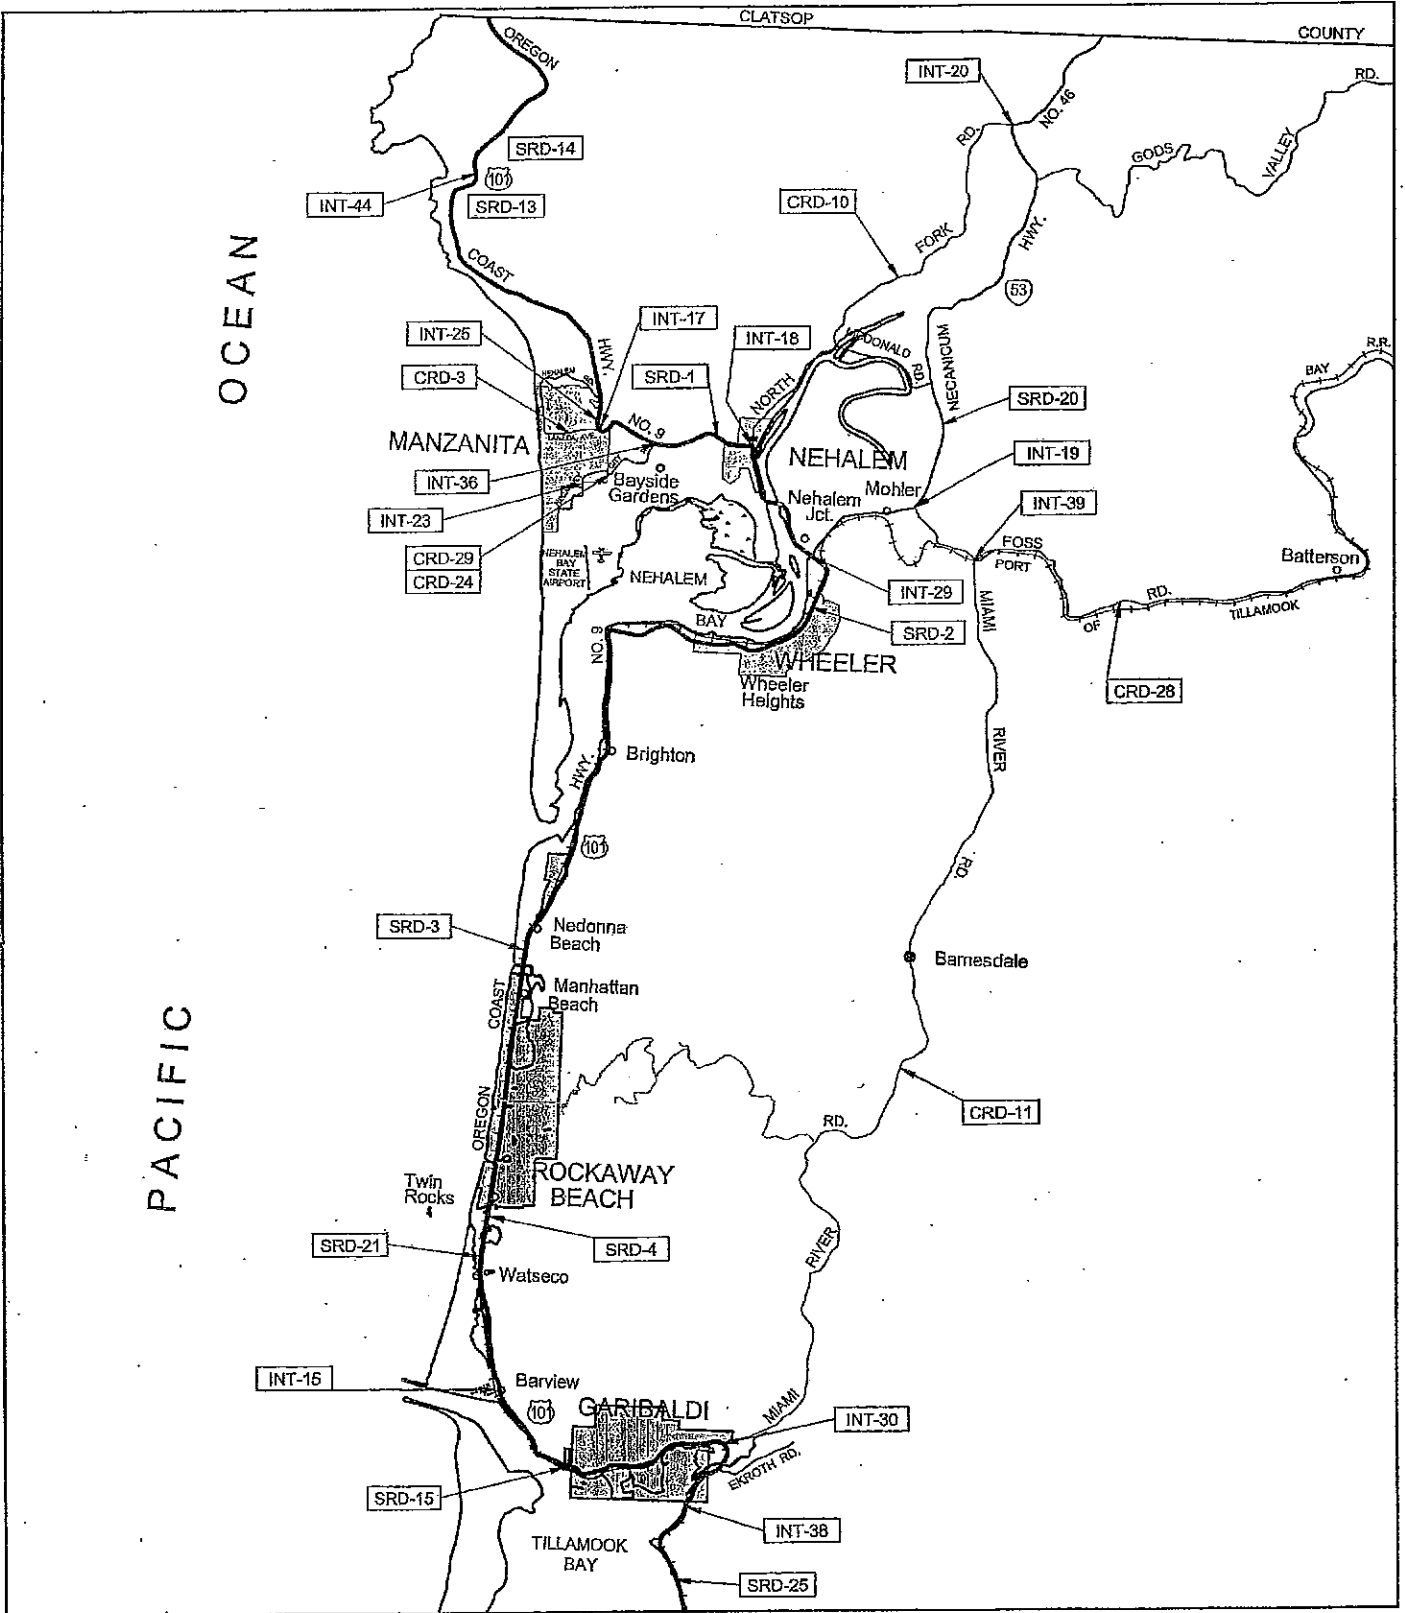 CLATSOP
COUNTY
OREGON
INT-20
RD.
NO. 46
RD.
SRD-14
GODS
VALLEY
101
INT-44
SRD-13
CRD-10
FORK
HWY.
OCEAN
COAST
53
INT-25
INT-17
INT-18
HWY.
McDONALD
RD.
NECANICUM
R.R.
BAY
CRD-3
NEHALEM
SRD-1
NORTH
SRD-20
NO. 9
MANZANITA
NEHALEM
INT-19
INT-36
Bayside
Gardens
Nehalem
Jct.
Mohler
INT-39
INT-23
FOSS
PORT
Batterson
CRD-29
CRD-24
NEHALEM
BAY
STATE
AIRPORT
NEHALEM
INT-29
RD.
OF
TILLAMOOK
MIAMI
BAY
SRD-2
NO. 9
WHEELER
Wheeler
Heights
CRD-28
RIVER
Brighton
HWY.
101
RD.
SRD-3
Nedonna
Beach
Barnesdale
COAST
Manhattan
Beach
PACIFIC
OREGON
CRD-11
RD.
ROCKAWAY
BEACH
Twin
Rocks
SRD-21
SRD-4
RIVER
Watseco
INT-15
Barview
101
GARIBALDI
MIAMI
INT-30
EKROTH RD.
SRD-15
INT-38
TILLAMOOK
BAY
SRD-25